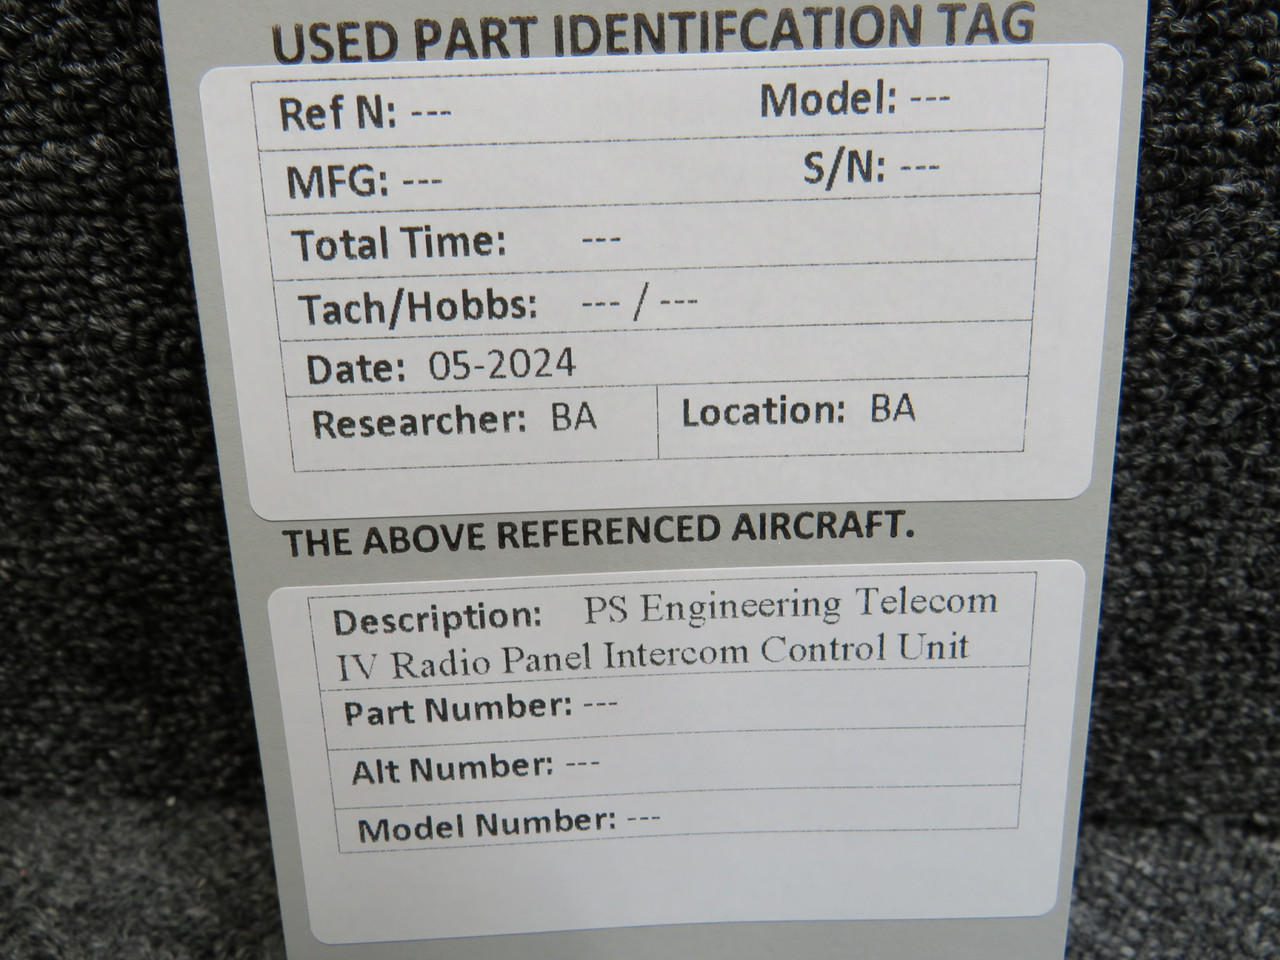 USED PART IDENTIFCATION TAG
Ref N: --- Model: ---
MFG: --- S/N: ---
Total Time: ---
Tach/Hobbs: --- / ---
Date: 05-2024
Researcher: BA Location: BA
THE ABOVE REFERENCED AIRCRAFT.
Description: PS Engineering Telecom
IV Radio Panel Intercom Control Unit
Part Number: ---
Alt Number: ---
Model Number: ---